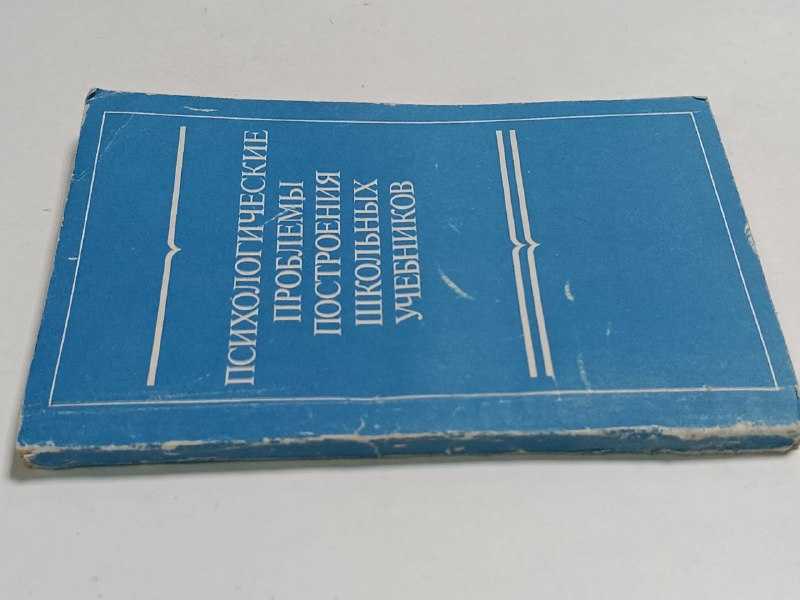 ПСИХОЛОГИЧЕСКИЕ
ПРОБЛЕМЫ
ПОСТРОЕНИЯ
ШКОЛЬНЫХ
УЧЕБНИКОВ